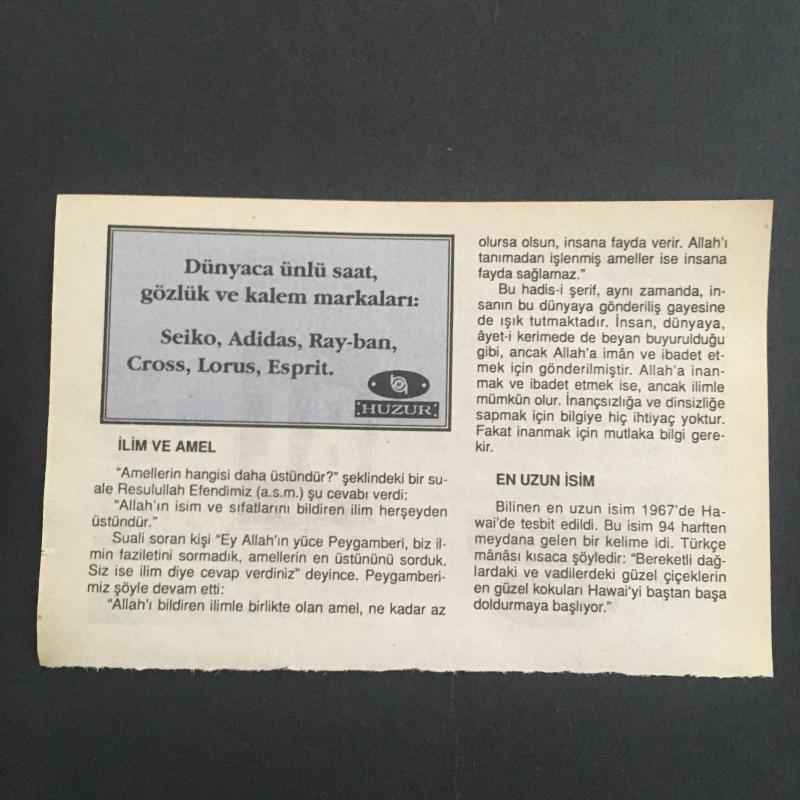 Dünyaca ünlü saat,
gözlük ve kalem markaları:
Seiko, Adidas, Ray-ban,
Cross, Lorus, Esprit.
HUZUR
İLİM VE AMEL
"Amellerin hangisi daha üstündür?" şeklindeki bir su-
ale Resulullah Efendimiz (a.s.m.) şu cevabı verdi:
"Allah'ın isim ve sıfatlarını bildiren ilim herşeyden
üstündür."
Suali soran kişi "Ey Allah'ın yüce Peygamberi, biz il-
min faziletini sormadık, amellerin en üstününü sorduk.
Siz ise ilim diye cevap verdiniz" deyince. Peygamberi-
miz şöyle devam etti:
"Allah'ı bildiren ilimle birlikte olan amel, ne kadar az
olursa olsun, insana fayda verir. Allah'ı
tanımadan işlenmiş ameller ise insana
fayda sağlamaz."
Bu hadis-i şerif, aynı zamanda, in-
sanın bu dünyaya gönderiliş gayesine
de ışık tutmaktadır. İnsan, dünyaya,
âyet-i kerimede de beyan buyurulduğu
gibi, ancak Allah'a imân ve ibadet et-
mek için gönderilmiştir. Allah'a inan-
mak ve ibadet etmek ise, ancak ilimle
mümkün olur. İnançsızlığa ve dinsizliğe
sapmak için bilgiye hiç ihtiyaç yoktur.
Fakat inanmak için mutlaka bilgi gere-
kir.
EN UZUN İSİM
Bilinen en uzun isim 1967'de Ha-
wai'de tesbit edildi. Bu isim 94 harften
meydana gelen bir kelime idi. Türkçe
mânâsı kısaca şöyledir: "Bereketli dağ-
lardaki ve vadilerdeki güzel çiçeklerin
en güzel kokuları Hawai'yi baştan başa
doldurmaya başlıyor."